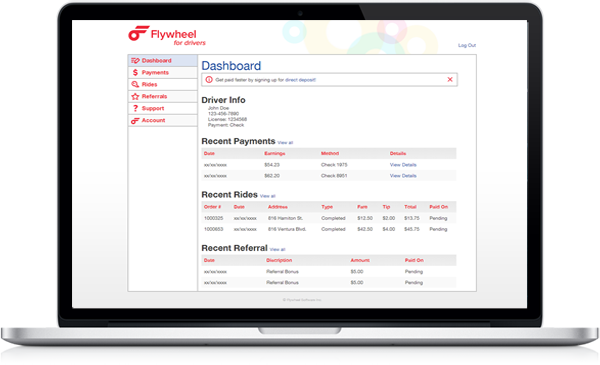 Flywheel
for drivers
Log Out
Dashboard
Payments
Rides
Referrals
Support
Account
Dashboard
Get paid faster by signing up for direct deposit!
Driver Info
John Doe
123-456-7890
License: 1234568
Payment: Check
Recent Payments View all
Date Earnings Method Details
xx/xx/xxxx $54.23 Check 1975 View Details
xx/xx/xxxx $62.20 Check 8951 View Details
Recent Rides View all
Order # Date Address Type Fare Tip Total Paid On
1000325 xx/xx/xxxx 816 Hamilton St. Completed $12.50 $2.00 $13.75 Pending
1000653 xx/xx/xxxx 816 Ventura Blvd. Completed $42.50 $4.00 $45.75 Pending
Recent Referral View all
Date Discription Amount Paid On
xx/xx/xxxx Referral Bonus $5.00 Pending
xx/xx/xxxx Referral Bonus $5.00 Pending